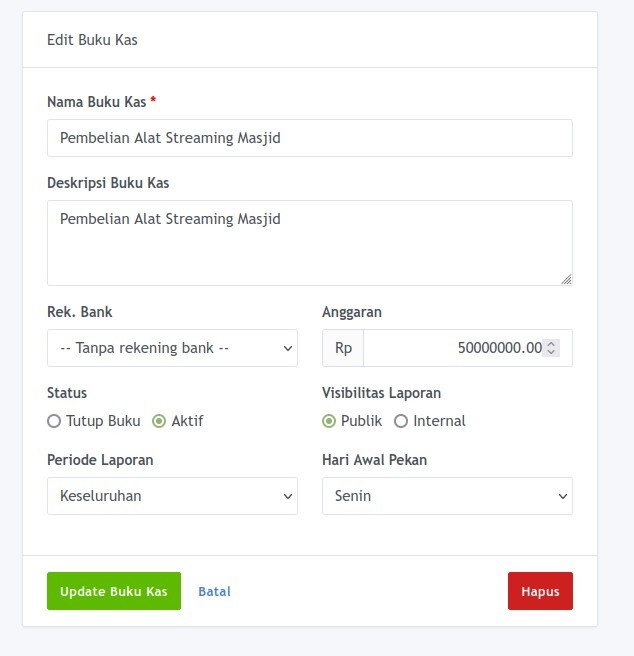 Edit Buku Kas
Nama Buku Kas *
Pembelian Alat Streaming Masjid
Deskripsi Buku Kas
Pembelian Alat Streaming Masjid
Rek. Bank
Anggaran
-- Tanpa rekening bank --
Rp
50000000.00
Status
Visibilitas Laporan
Tutup Buku
Aktif
Publik
Internal
Periode Laporan
Hari Awal Pekan
Keseluruhan
Senin
Update Buku Kas
Batal
Hapus